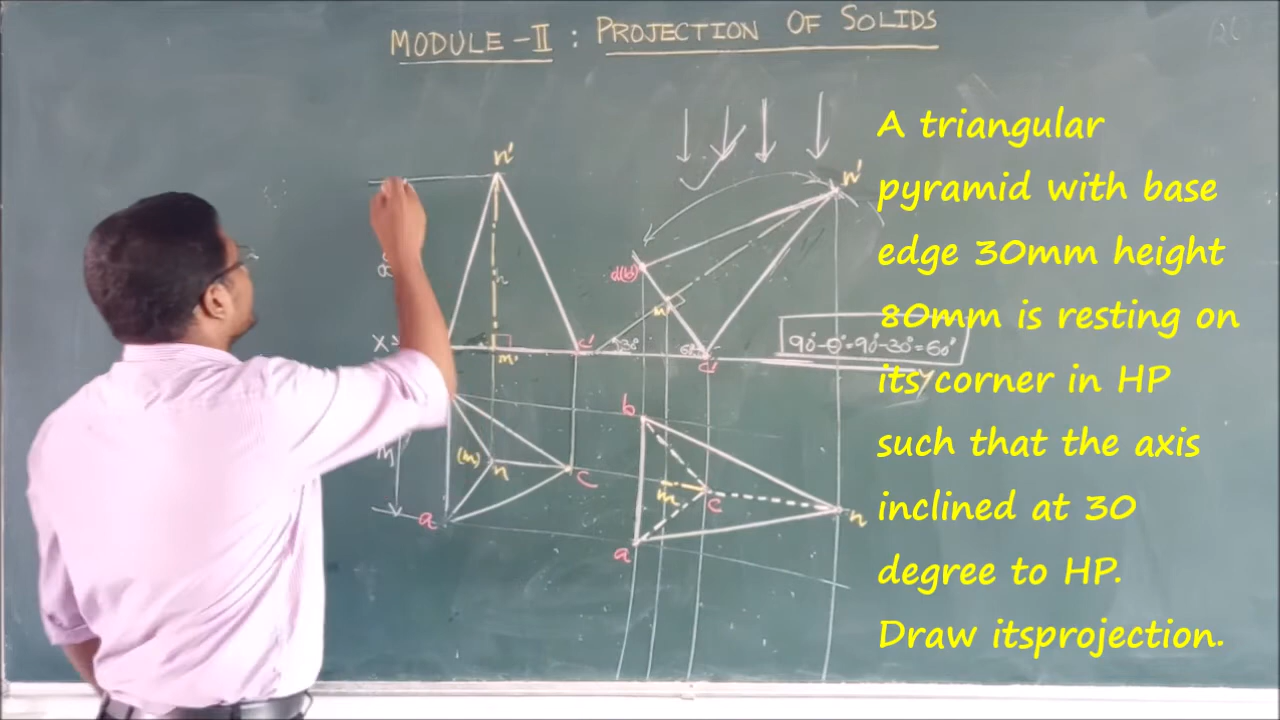 MODULE-II : PROJECTION OF SOLIDS
A triangular
pyramid with base
edge 30mm height
80mm is resting on
its corner in HP
such that the axis
inclined at 30
degree to HP.
Draw itsprojection.
n'
n'
m'
c'
X
30°
c'
90°-θ°=90°-30°=60°
Y
b
(m)
n
c
a
m
c
n
a